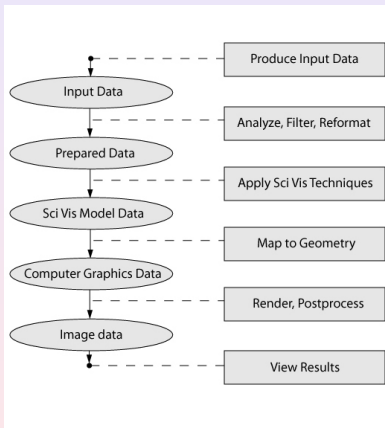 Produce Input Data
Input Data
Analyze, Filter, Reformat
Prepared Data
Apply Sci Vis Techniques
Sci Vis Model Data
Map to Geometry
Computer Graphics Data
Render, Postprocess
Image data
View Results